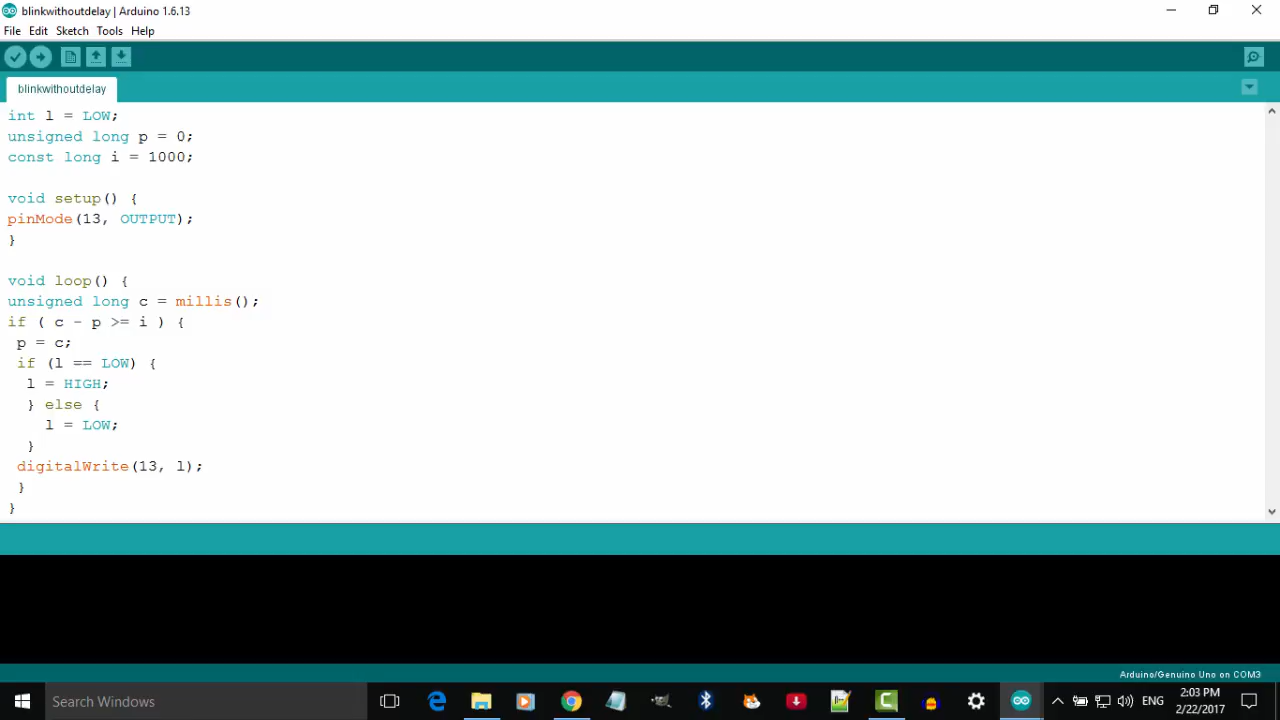 blinkwithoutdelay | Arduino 1.6.13
File Edit Sketch Tools Help
blinkwithoutdelay
int l = LOW;
unsigned long p = 0;
const long i = 1000;
void setup() {
pinMode(13, OUTPUT);
}
void loop() {
unsigned long c = millis();
if ( c - p >= i ) {
p = c;
if (l == LOW) {
l = HIGH;
} else {
l = LOW;
}
digitalWrite(13, l);
}
}
Arduino/Genuino Uno on COM3
Search Windows
ENG
2:03 PM
2/22/2017